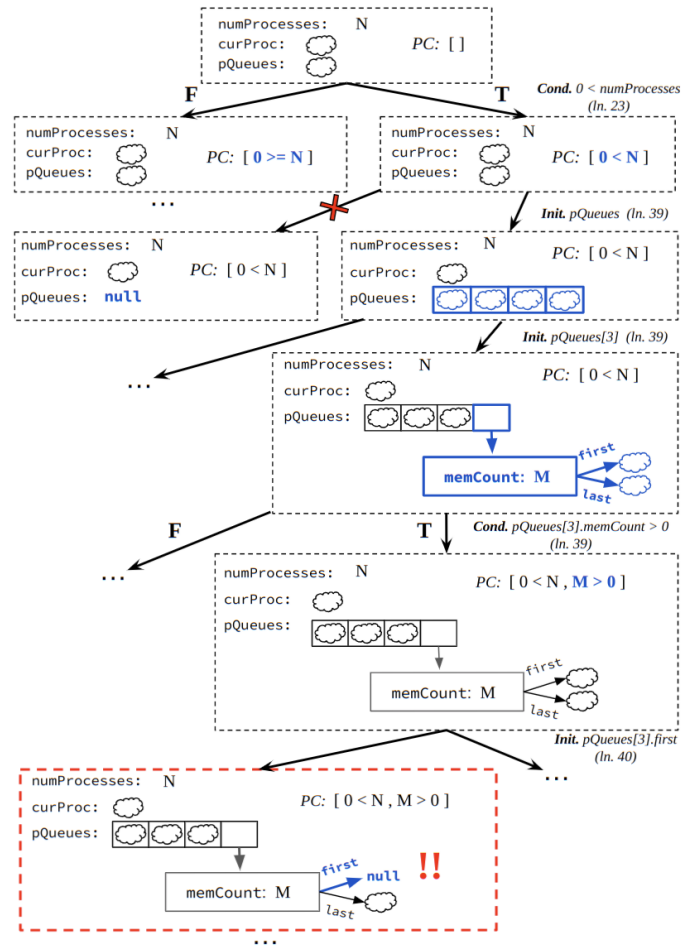 numProcesses: N
curProc:
pQueues:
PC: [ ]
F
T
Cond. 0 < numProcesses
(ln. 23)
numProcesses: N
curProc:
pQueues:
PC: [ 0 >= N ]
...
numProcesses: N
curProc:
pQueues:
PC: [ 0 < N ]
Init. pQueues (ln. 39)
numProcesses: N
curProc:
pQueues: null
PC: [ 0 < N ]
numProcesses: N
curProc:
pQueues:
PC: [ 0 < N ]
...
Init. pQueues[3] (ln. 39)
numProcesses: N
curProc:
pQueues:
PC: [ 0 < N ]
memCount: M
first
last
F
T
Cond. pQueues[3].memCount > 0
(ln. 39)
...
numProcesses: N
curProc:
pQueues:
PC: [ 0 < N , M > 0 ]
memCount: M
first
last
Init. pQueues[3].first
(ln. 40)
...
numProcesses: N
curProc:
pQueues:
PC: [ 0 < N , M > 0 ]
memCount: M
first
null
last
!!
...